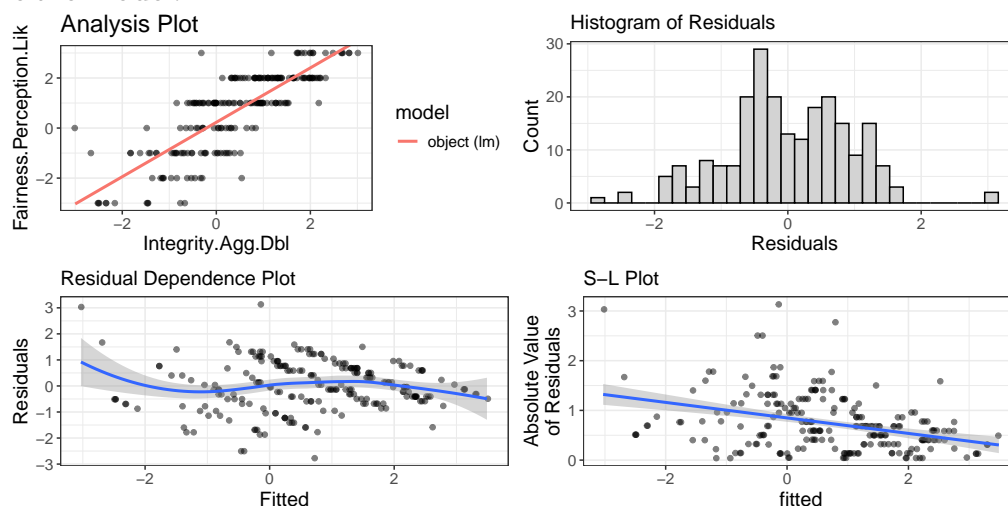 Analysis Plot
Fairness.Perception.Lik
2
0
−2
−2
0
2
Integrity.Agg.Dbl
model
object (lm)
Histogram of Residuals
Count
30
20
10
0
−2
0
2
Residuals
Residual Dependence Plot
Residuals
3
2
1
0
−1
−2
−3
−2
0
2
Fitted
S−L Plot
Absolute Value
of Residuals
3
2
1
0
−2
0
2
fitted